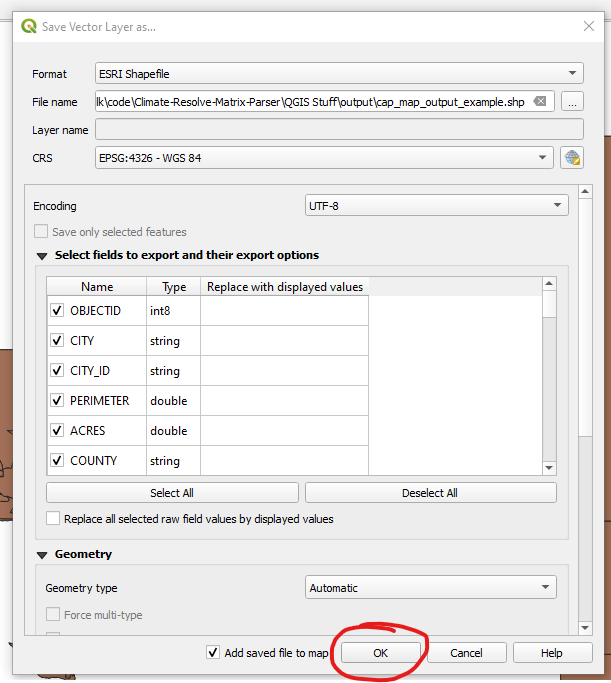 Save Vector Layer as...
Format ESRI Shapefile
File name lk\code\Climate-Resolve-Matrix-Parser\QGIS Stuff\output\cap_map_output_example.shp ...
Layer name
CRS EPSG:4326 - WGS 84
Encoding UTF-8
Save only selected features
Select fields to export and their export options
Name Type Replace with displayed values
OBJECTID int8
CITY string
CITY_ID string
PERIMETER double
ACRES double
COUNTY string
Select All Deselect All
Replace all selected raw field values by displayed values
Geometry
Geometry type Automatic
Force multi-type
Add saved file to map OK Cancel Help